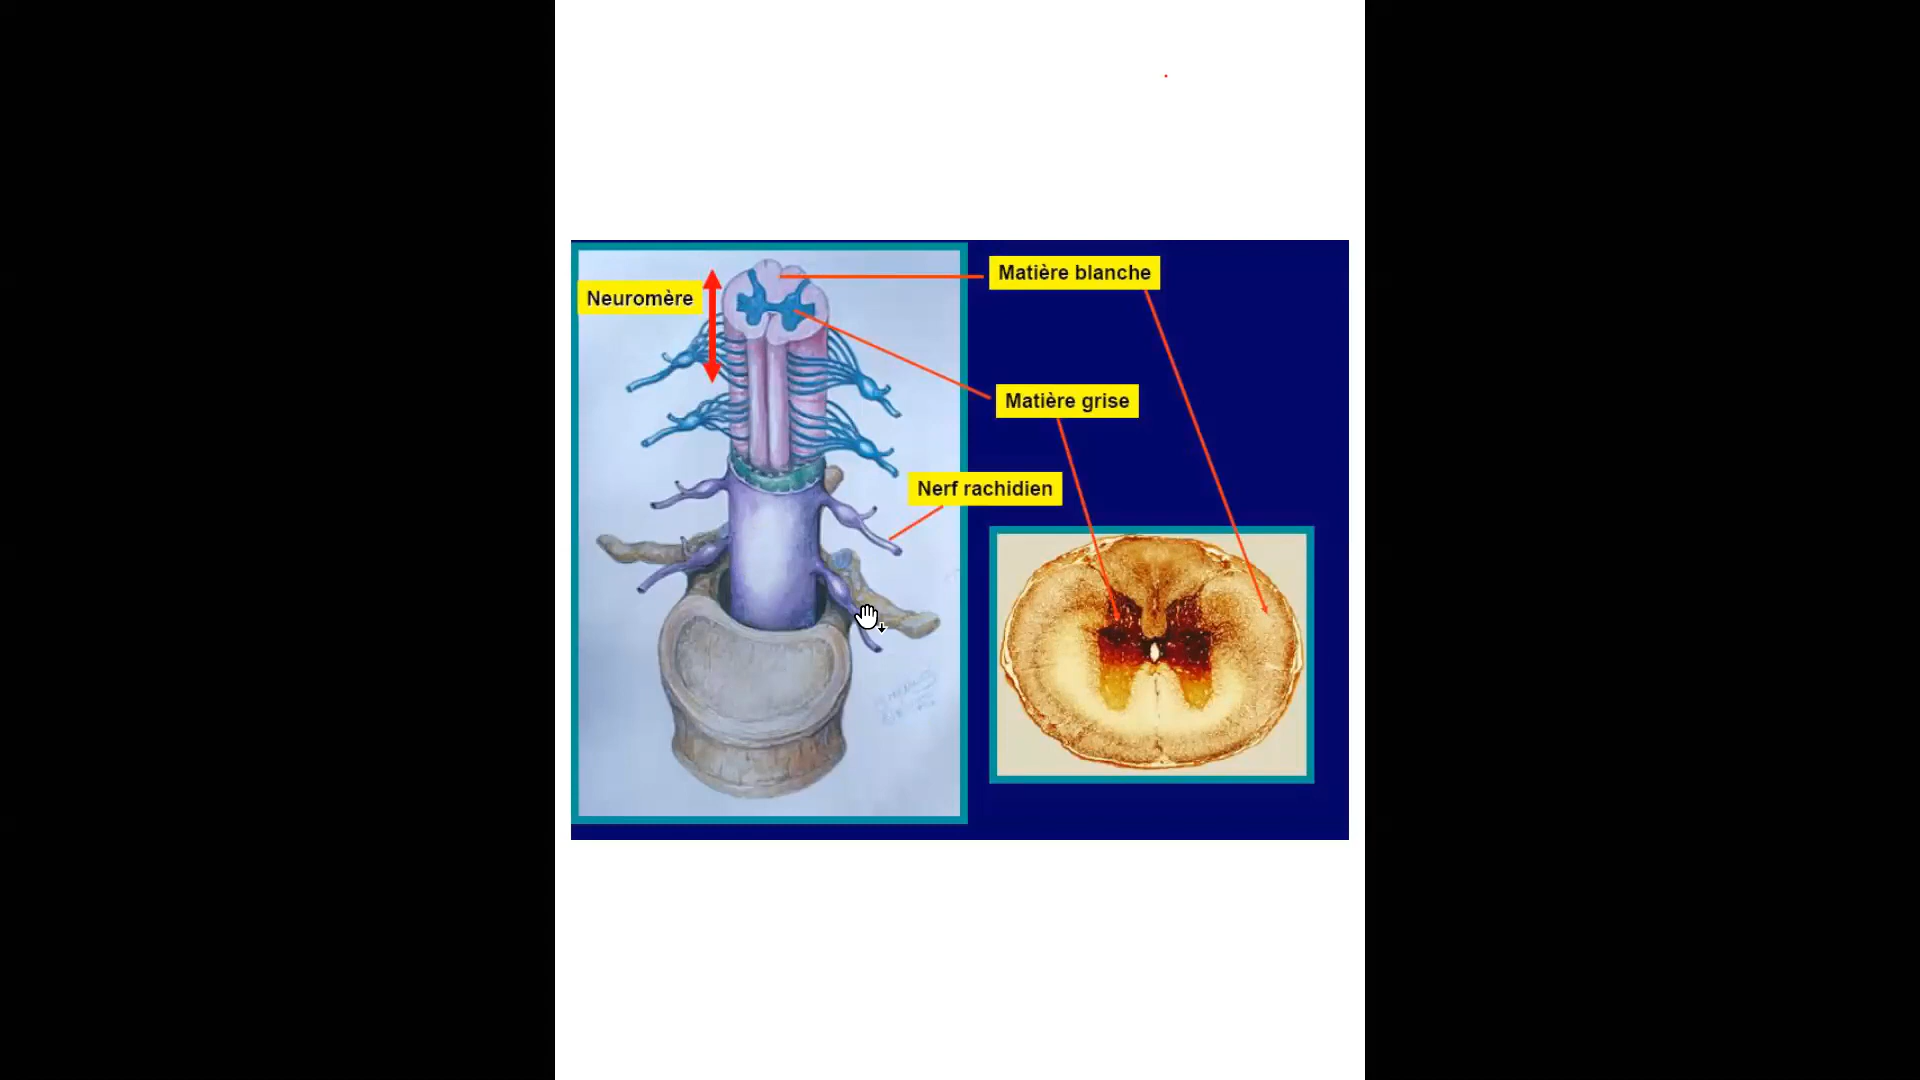 Matière blanche
Neuromère
Matière grise
Nerf rachidien